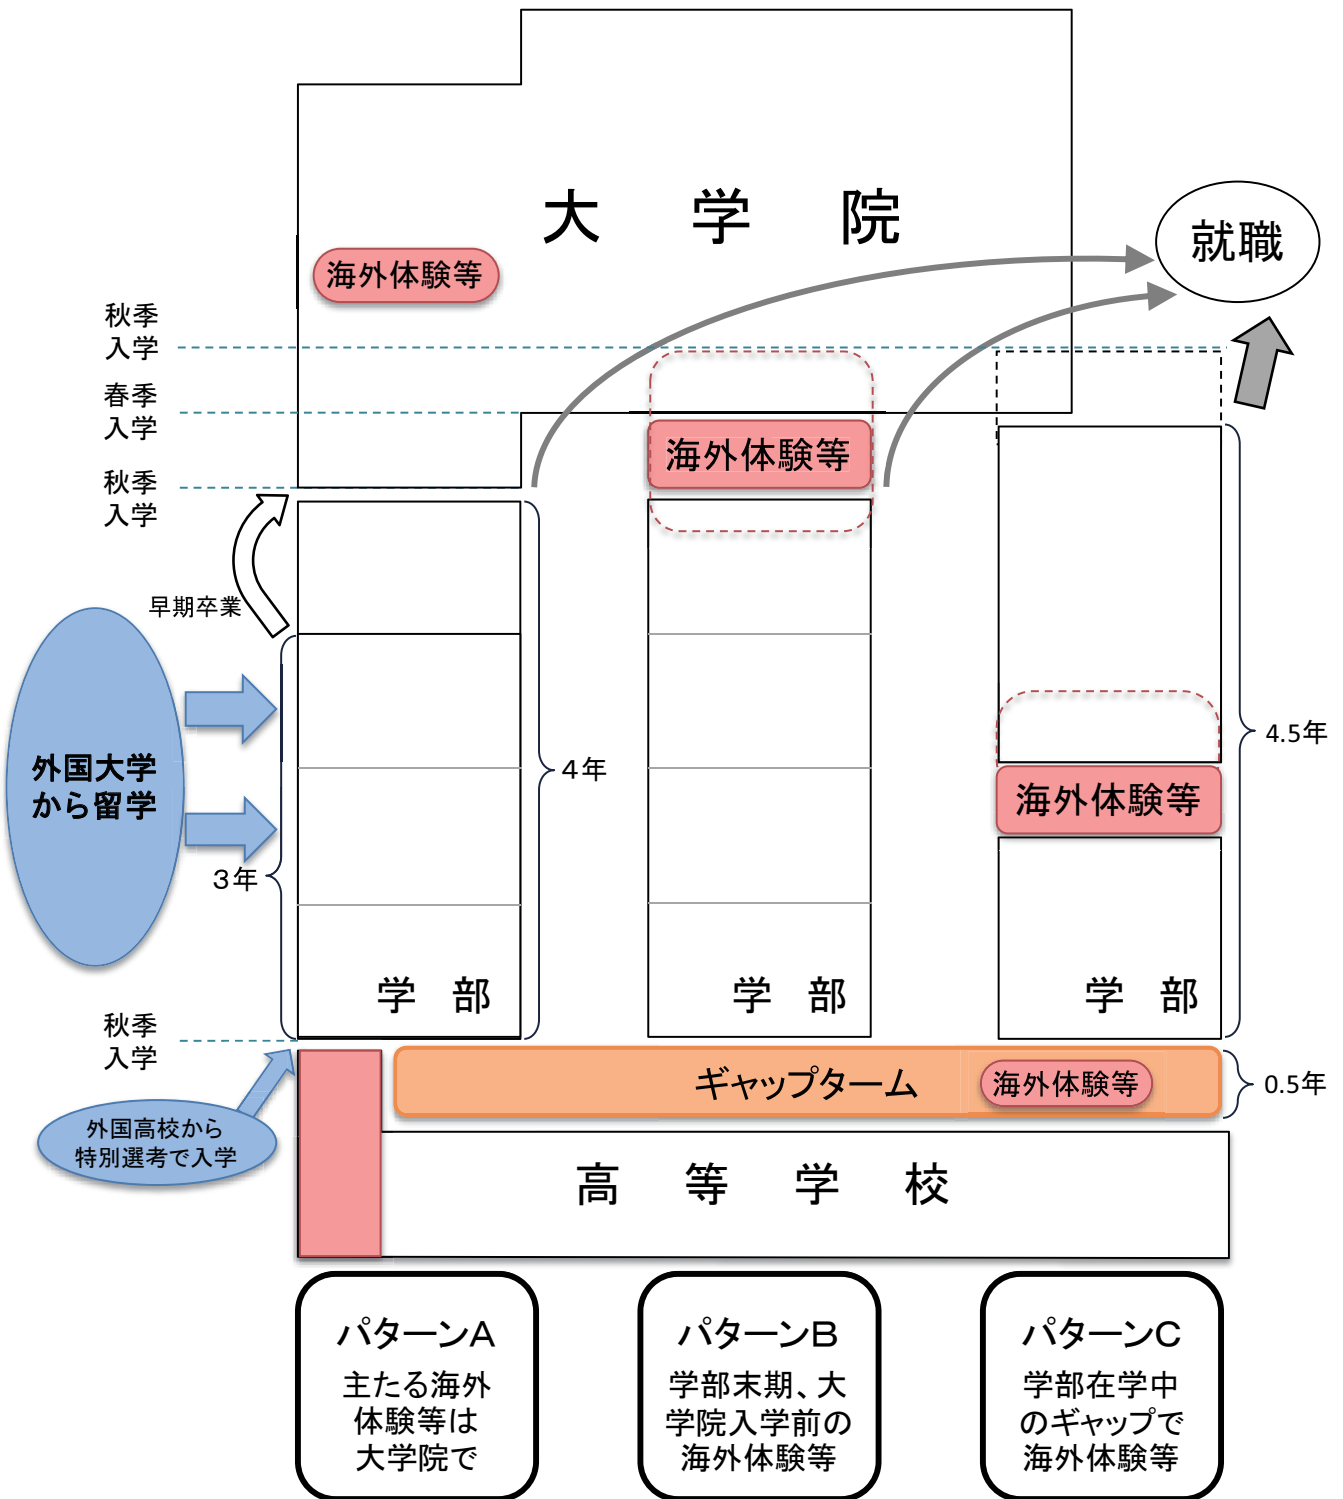 大　学　院
就職
海外体験等
秋季
入学
春季
入学
海外体験等
秋季
入学
早期卒業
外国大学
から留学
4年
4.5年
海外体験等
3年
学　部
学　部
学　部
秋季
入学
ギャップターム
海外体験等
0.5年
外国高校から
特別選考で入学
高　等　学　校
パターンA
主たる海外
体験等は
大学院で
パターンB
学部末期、大
学院入学前の
海外体験等
パターンC
学部在学中
のギャップで
海外体験等